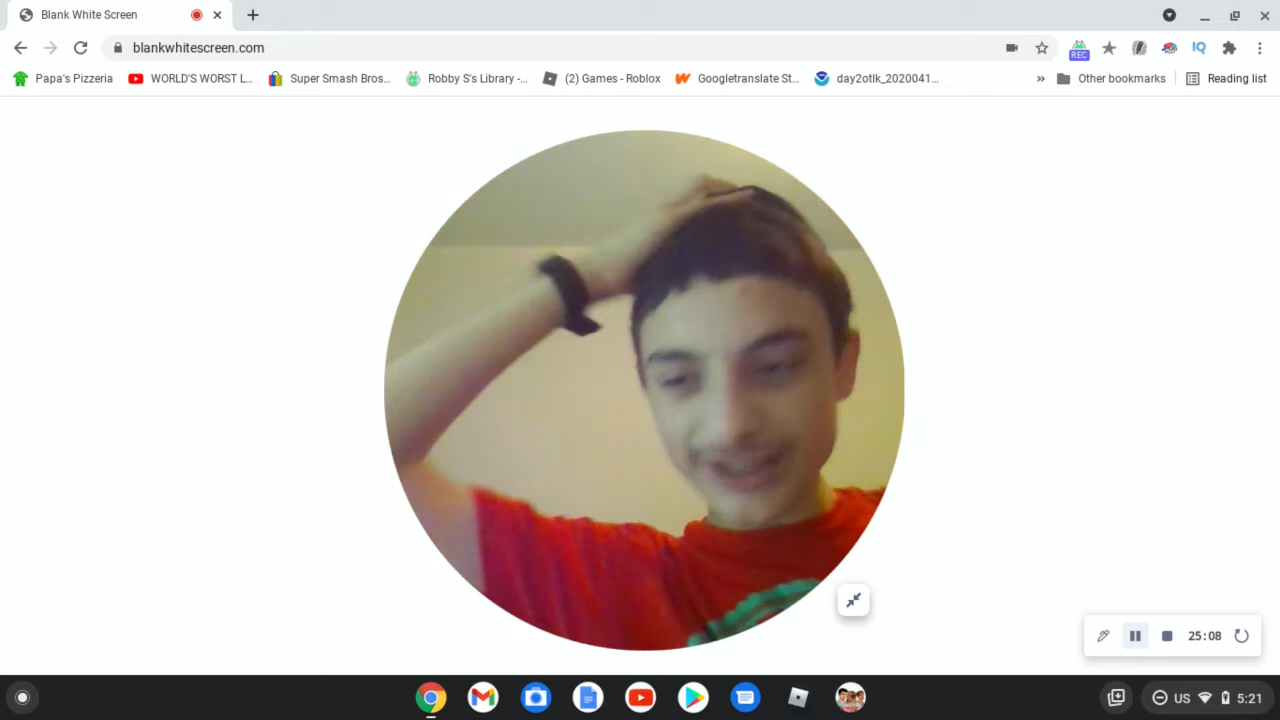 Blank White Screen
blankwhitescreen.com
REC
IQ
Papa's Pizzeria
WORLD'S WORST L...
Super Smash Bros...
Robby S's Library -...
(2) Games - Roblox
Googletranslate St...
day2otlk_2020041...
»
Other bookmarks
Reading list
25:08
US
5:21